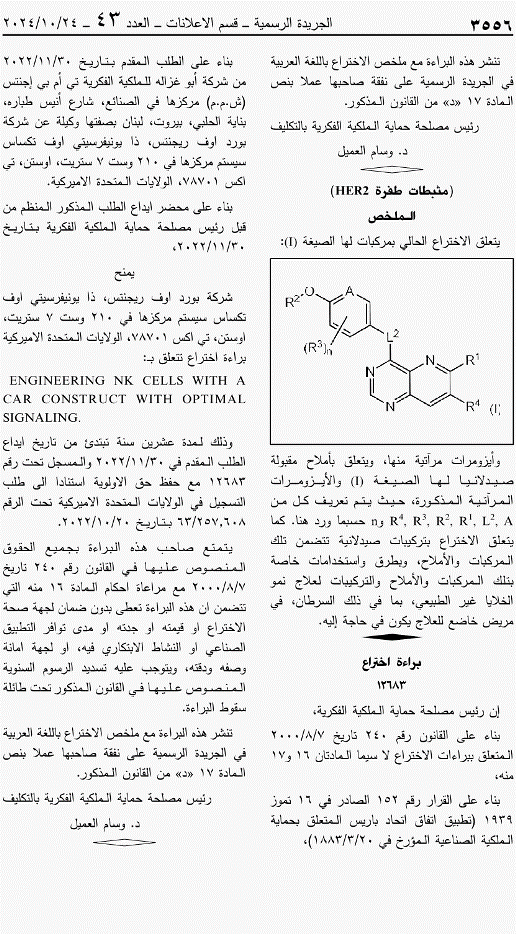 ٣٥٥٦
الجريدة الرسمية – قسم الاعلانات – العدد ٤٣ – ٢٠٢٤/١٠/٢٤
تنشر هذه البراءة مع ملخص الاختراع باللغة العربية
في الجريدة الرسمية على نفقة صاحبها عملا بنص
المادة ١٧ «د» من القانون المذكور.
رئيس مصلحة حماية الملكية الفكرية بالتكليف
د. وسام العميل
(مثبطات طفرة HER2)
الملخص
يتعلق الاختراع الحالي بمركبات لها الصيغة (I):
R² O A
(R³)n
L²
N N R¹
N R⁴ (I)
وأيزومرات مرآتية منها، ويتعلق بأملاح مقبولة
صيدلانيا لها الصيغة (I) والأيزومرات
المرآتية المذكورة، حيث يتم تعريف كل من
R⁴, R³, R², R¹, L², A وn حسبما ورد هنا. كما
يتعلق الاختراع بتركيبات صيدلانية تتضمن تلك
المركبات والأملاح، وبطرق واستخدامات خاصة
بتلك المركبات والأملاح والتركيبات لعلاج نمو
الخلايا غير الطبيعي، بما في ذلك السرطان، في
مريض خاضع للعلاج يكون في حاجة إليه.
براءة اختراع
١٢٦٨٣
إن رئيس مصلحة حماية الملكية الفكرية،
بناء على القانون رقم ٢٤٠ تاريخ ٢٠٠٠/٨/٧
المتعلق ببراءات الاختراع لا سيما المادتان ١٦ و١٧
منه،
بناء على القرار رقم ١٥٢ الصادر في ١٦ تموز
١٩٣٩ (تطبيق اتفاق اتحاد باريس المتعلق بحماية
الملكية الصناعية المؤرخ في ١٨٨٣/٣/٢٠)،
بناء على الطلب المقدم بتاريخ ٢٠٢٢/١١/٣٠
من شركة أبو غزاله للملكية الفكرية تي أم بي إجنتس
(ش.م.م) مركزها في الصنائع، شارع أنيس طباره،
بناية الحلبي، بيروت، لبنان بصفتها وكيلة عن شركة
بورد اوف ريجنتس، ذا يونيفرسيتي اوف تكساس
سيستم مركزها في ٢١٠ وست ٧ ستريت، اوستن، تي
اكس ٧٨٧٠١، الولايات المتحدة الاميركية.
بناء على محضر ايداع الطلب المذكور المنظم من
قبل رئيس مصلحة حماية الملكية الفكرية بتاريخ
٢٠٢٢/١١/٣٠،
يمنح
شركة بورد اوف ريجنتس، ذا يونيفرسيتي اوف
تكساس سيستم مركزها في ٢١٠ وست ٧ ستريت،
اوستن، تي اكس ٧٨٧٠١، الولايات المتحدة الاميركية
براءة اختراع تتعلق بـ:
ENGINEERING NK CELLS WITH A
CAR CONSTRUCT WITH OPTIMAL
SIGNALING.
وذلك لمدة عشرين سنة تبتدئ من تاريخ ايداع
الطلب المقدم في ٢٠٢٢/١١/٣٠ والمسجل تحت رقم
١٢٦٨٣ مع حفظ حق الاولوية استنادا الى طلب
التسجيل في الولايات المتحدة الاميركية تحت الرقم
٦٣/٢٥٧,٦٠٨ بتاريخ ٢٠٢٢/١٠/٢٠.
يتمتع صاحب هذه البراءة بجميع الحقوق
المنصوص عليها في القانون رقم ٢٤٠ تاريخ
٢٠٠٠/٨/٧ مع مراعاة احكام المادة ١٦ منه التي
تتضمن ان هذه البراءة تعطى بدون ضمان لجهة صحة
الاختراع او قيمته او جدته او مدى توافر التطبيق
الصناعي او النشاط الابتكاري فيه، او لجهة امانة
وصفه ودقته، ويتوجب عليه تسديد الرسوم السنوية
المنصوص عليها في القانون المذكور تحت طائلة
سقوط البراءة.
تنشر هذه البراءة مع ملخص الاختراع باللغة العربية
في الجريدة الرسمية على نفقة صاحبها عملا بنص
المادة ١٧ «د» من القانون المذكور.
رئيس مصلحة حماية الملكية الفكرية بالتكليف
د. وسام العميل